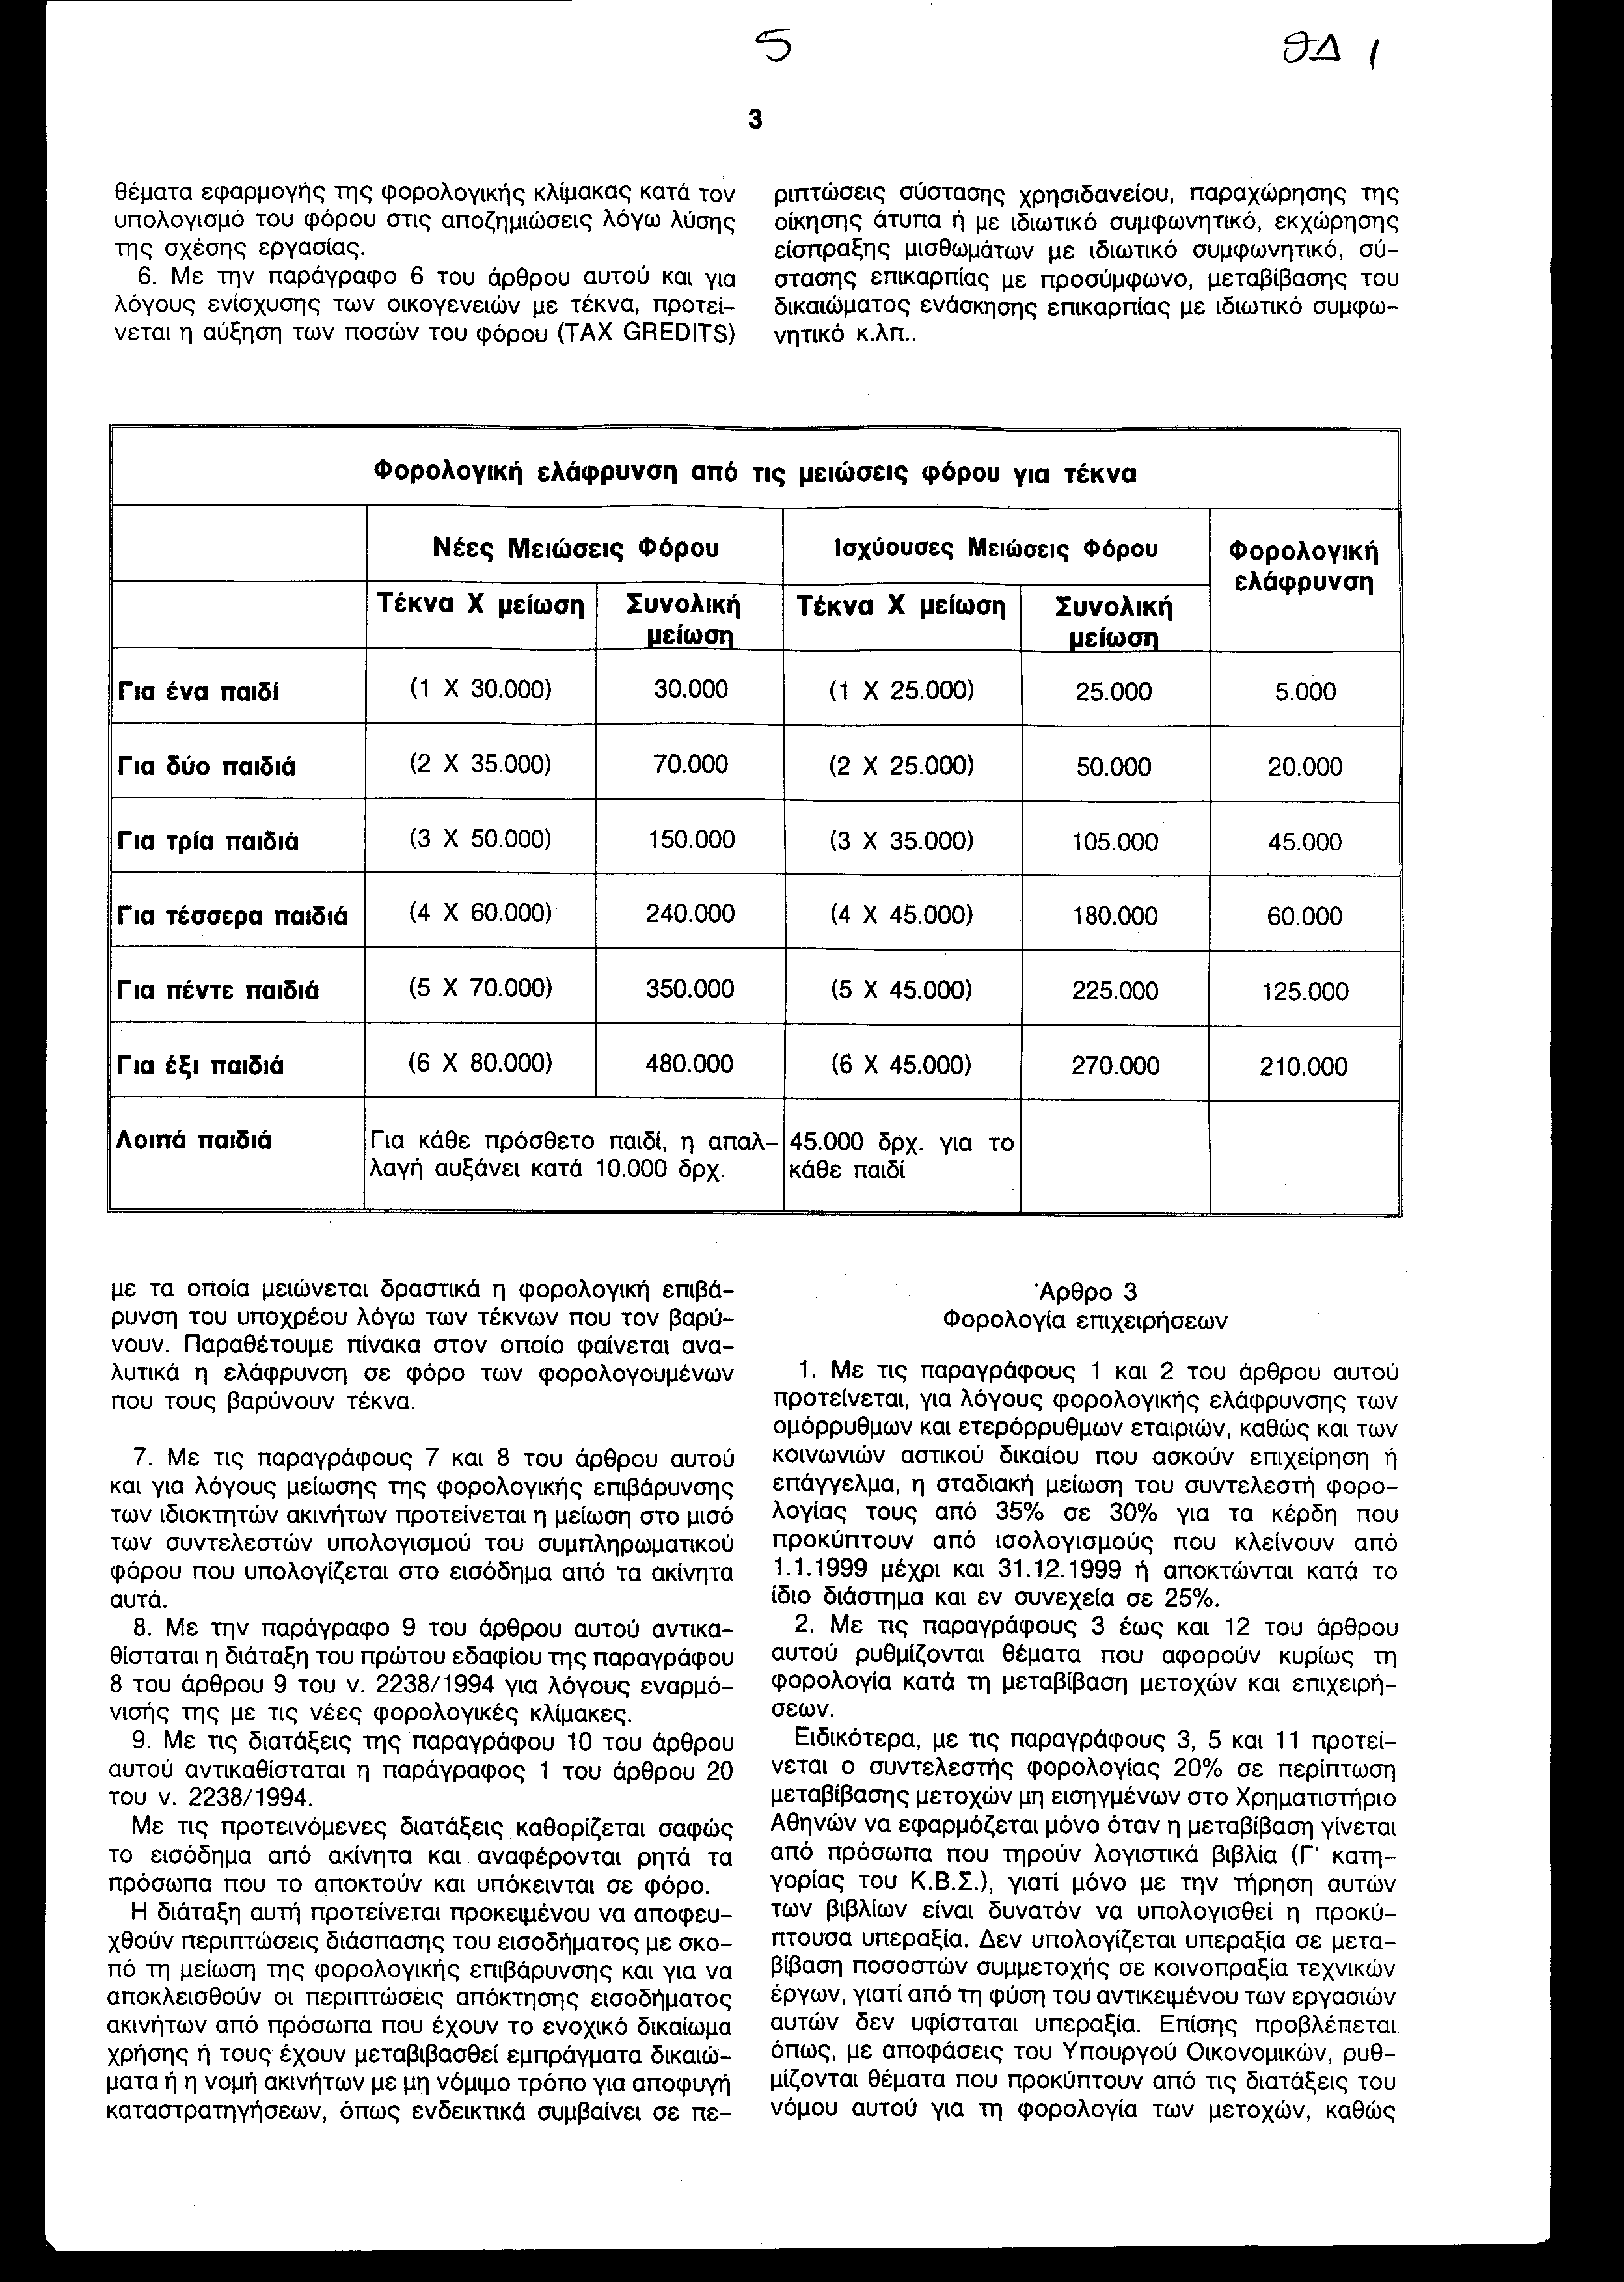 5
ΘΔ 1
3
θέματα εφαρμογής της φορολογικής κλίμακας κατά τον
υπολογισμό του φόρου στις αποζημιώσεις λόγω λύσης
της σχέσης εργασίας.
6. Με την παράγραφο 6 του άρθρου αυτού και για
λόγους ενίσχυσης των οικογενειών με τέκνα, προτεί-
νεται η αύξηση των ποσών του φόρου (TAX GREDITS)
ριπτώσεις σύστασης χρησιδανείου, παραχώρησης της
οίκησης άτυπα ή με ιδιωτικό συμφωνητικό, εκχώρησης
είσπραξης μισθωμάτων με ιδιωτικό συμφωνητικό, σύ-
στασης επικαρπίας με προσύμφωνο, μεταβίβασης του
δικαιώματος ενάσκησης επικαρπίας με ιδιωτικό συμφω-
νητικό κ.λπ..
Φορολογική ελάφρυνση από τις μειώσεις φόρου για τέκνα
Νέες Μειώσεις Φόρου Ισχύουσες Μειώσεις Φόρου Φορολογική
ελάφρυνση
Τέκνα Χ μείωση Συνολική Τέκνα Χ μείωση Συνολική
μείωση μείωση
Για ένα παιδί (1 Χ 30.000) 30.000 (1 Χ 25.000) 25.000 5.000
Για δύο παιδιά (2 Χ 35.000) 70.000 (2 Χ 25.000) 50.000 20.000
Για τρία παιδιά (3 Χ 50.000) 150.000 (3 Χ 35.000) 105.000 45.000
Για τέσσερα παιδιά (4 Χ 60.000) 240.000 (4 Χ 45.000) 180.000 60.000
Για πέντε παιδιά (5 Χ 70.000) 350.000 (5 Χ 45.000) 225.000 125.000
Για έξι παιδιά (6 Χ 80.000) 480.000 (6 Χ 45.000) 270.000 210.000
Λοιπά παιδιά Για κάθε πρόσθετο παιδί, η απαλ- 45.000 δρχ. για το
λαγή αυξάνει κατά 10.000 δρχ. κάθε παιδί
με τα οποία μειώνεται δραστικά η φορολογική επιβά-
ρυνση του υποχρέου λόγω των τέκνων που τον βαρύ-
νουν. Παραθέτουμε πίνακα στον οποίο φαίνεται ανα-
λυτικά η ελάφρυνση σε φόρο των φορολογουμένων
που τους βαρύνουν τέκνα.
7. Με τις παραγράφους 7 και 8 του άρθρου αυτού
και για λόγους μείωσης της φορολογικής επιβάρυνσης
των ιδιοκτητών ακινήτων προτείνεται η μείωση στο μισό
των συντελεστών υπολογισμού του συμπληρωματικού
φόρου που υπολογίζεται στο εισόδημα από τα ακίνητα
αυτά.
8. Με την παράγραφο 9 του άρθρου αυτού αντικα-
θίσταται η διάταξη του πρώτου εδαφίου της παραγράφου
8 του άρθρου 9 του ν. 2238/1994 για λόγους εναρμό-
νισής της με τις νέες φορολογικές κλίμακες.
9. Με τις διατάξεις της παραγράφου 10 του άρθρου
αυτού αντικαθίσταται η παράγραφος 1 του άρθρου 20
του ν. 2238/1994.
Με τις προτεινόμενες διατάξεις καθορίζεται σαφώς
το εισόδημα από ακίνητα και αναφέρονται ρητά τα
πρόσωπα που το αποκτούν και υπόκεινται σε φόρο.
Η διάταξη αυτή προτείνεται προκειμένου να αποφευ-
χθούν περιπτώσεις διάσπασης του εισοδήματος με σκο-
πό τη μείωση της φορολογικής επιβάρυνσης και για να
αποκλεισθούν οι περιπτώσεις απόκτησης εισοδήματος
ακινήτων από πρόσωπα που έχουν το ενοχικό δικαίωμα
χρήσης ή τους έχουν μεταβιβασθεί εμπράγματα δικαιώ-
ματα ή η νομή ακινήτων με μη νόμιμο τρόπο για αποφυγή
καταστρατηγήσεων, όπως ενδεικτικά συμβαίνει σε πε-
Άρθρο 3
Φορολογία επιχειρήσεων
1. Με τις παραγράφους 1 και 2 του άρθρου αυτού
προτείνεται, για λόγους φορολογικής ελάφρυνσης των
ομόρρυθμων και ετερόρρυθμων εταιριών, καθώς και των
κοινωνιών αστικού δικαίου που ασκούν επιχείρηση ή
επάγγελμα, η σταδιακή μείωση του συντελεστή φορο-
λογίας τους από 35% σε 30% για τα κέρδη που
προκύπτουν από ισολογισμούς που κλείνουν από
1.1.1999 μέχρι και 31.12.1999 ή αποκτώνται κατά το
ίδιο διάστημα και εν συνεχεία σε 25%.
2. Με τις παραγράφους 3 έως και 12 του άρθρου
αυτού ρυθμίζονται θέματα που αφορούν κυρίως τη
φορολογία κατά τη μεταβίβαση μετοχών και επιχειρή-
σεων.
Ειδικότερα, με τις παραγράφους 3, 5 και 11 προτεί-
νεται ο συντελεστής φορολογίας 20% σε περίπτωση
μεταβίβασης μετοχών μη εισηγμένων στο Χρηματιστήριο
Αθηνών να εφαρμόζεται μόνο όταν η μεταβίβαση γίνεται
από πρόσωπα που τηρούν λογιστικά βιβλία (Γ' κατη-
γορίας του Κ.Β.Σ.), γιατί μόνο με την τήρηση αυτών
των βιβλίων είναι δυνατόν να υπολογισθεί η προκύ-
πτουσα υπεραξία. Δεν υπολογίζεται υπεραξία σε μετα-
βίβαση ποσοστών συμμετοχής σε κοινοπραξία τεχνικών
έργων, γιατί από τη φύση του αντικειμένου των εργασιών
αυτών δεν υφίσταται υπεραξία. Επίσης προβλέπεται
όπως, με αποφάσεις του Υπουργού Οικονομικών, ρυθ-
μίζονται θέματα που προκύπτουν από τις διατάξεις του
νόμου αυτού για τη φορολογία των μετοχών, καθώς